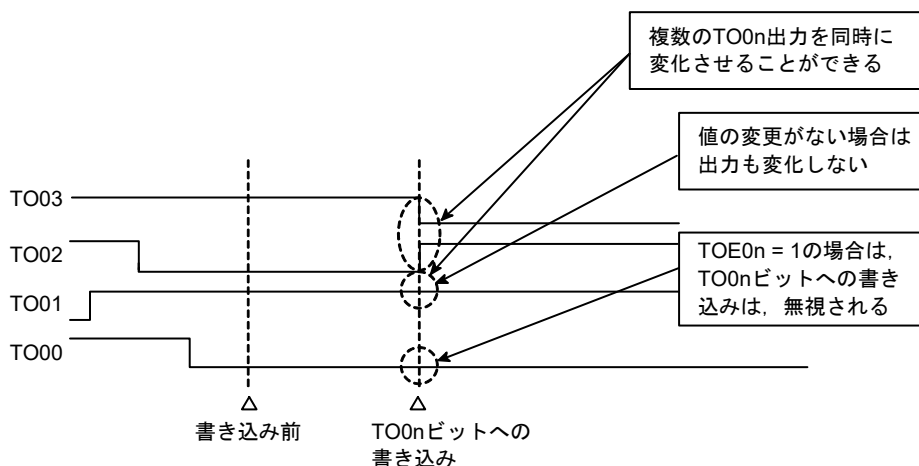 複数のTO0n出力を同時に
変化させることができる
値の変更がない場合は
出力も変化しない
TO03
TO02
TOE0n = 1の場合は，
TO0nビットへの書き
込みは，無視される
TO01
TO00
書き込み前
TO0nビットへの
書き込み